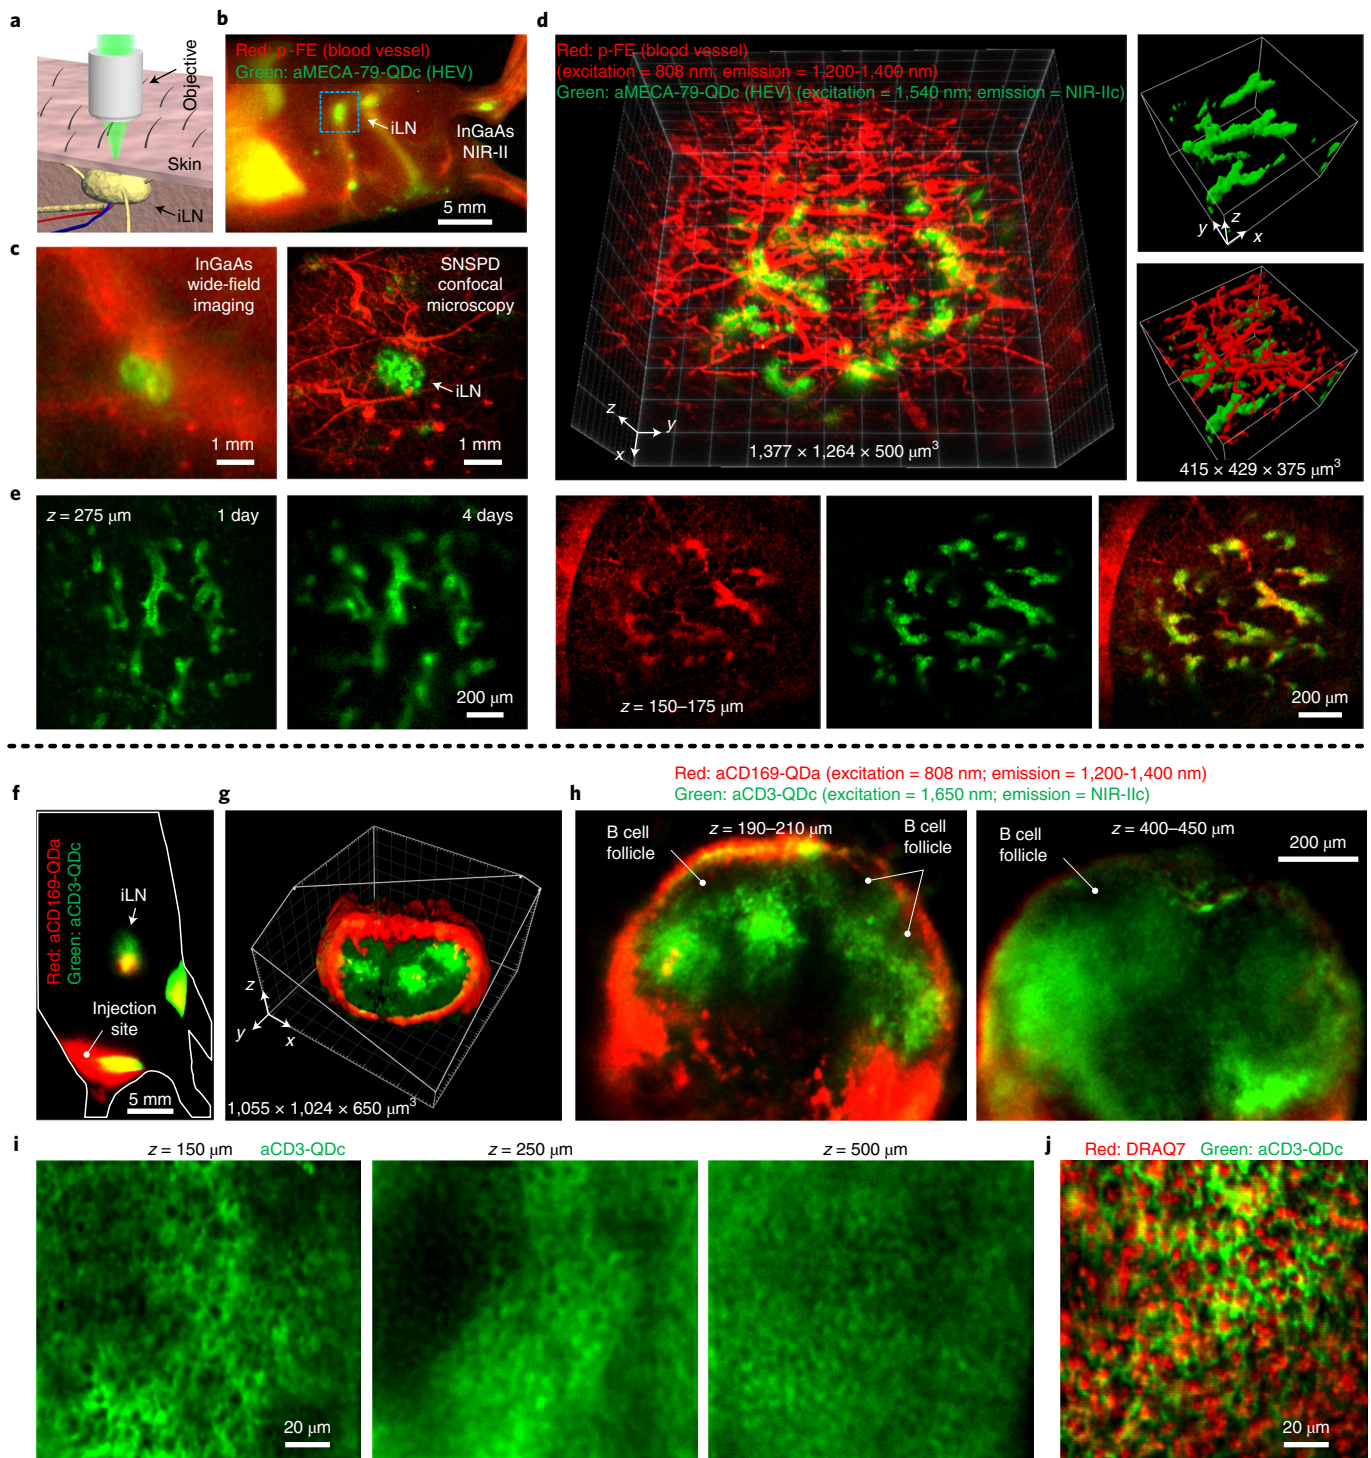 a
Objective
Skin
iLN
b
Red: p-FE (blood vessel)
Green: aMECA-79-QDc (HEV)
iLN
InGaAs
NIR-II
5 mm
c
InGaAs
wide-field
imaging
1 mm
SNSPD
confocal
microscopy
iLN
1 mm
d
Red: p-FE (blood vessel)
(excitation = 808 nm; emission = 1,200-1,400 nm)
Green: aMECA-79-QDc (HEV) (excitation = 1,540 nm; emission = NIR-IIc)
z
y
x
1,377 × 1,264 × 500 μm³
y
z
x
415 × 429 × 375 μm³
e
z = 275 μm
1 day
4 days
200 μm
z = 150–175 μm
200 μm
f
Red: aCD169-QDa
Green: aCD3-QDc
iLN
Injection
site
5 mm
g
z
y
x
1,055 × 1,024 × 650 μm³
h
Red: aCD169-QDa (excitation = 808 nm; emission = 1,200-1,400 nm)
Green: aCD3-QDc (excitation = 1,650 nm; emission = NIR-IIc)
B cell
follicle
z = 190–210 μm
B cell
follicle
B cell
follicle
z = 400–450 μm
200 μm
i
z = 150 μm
aCD3-QDc
z = 250 μm
z = 500 μm
20 μm
j
Red: DRAQ7
Green: aCD3-QDc
20 μm